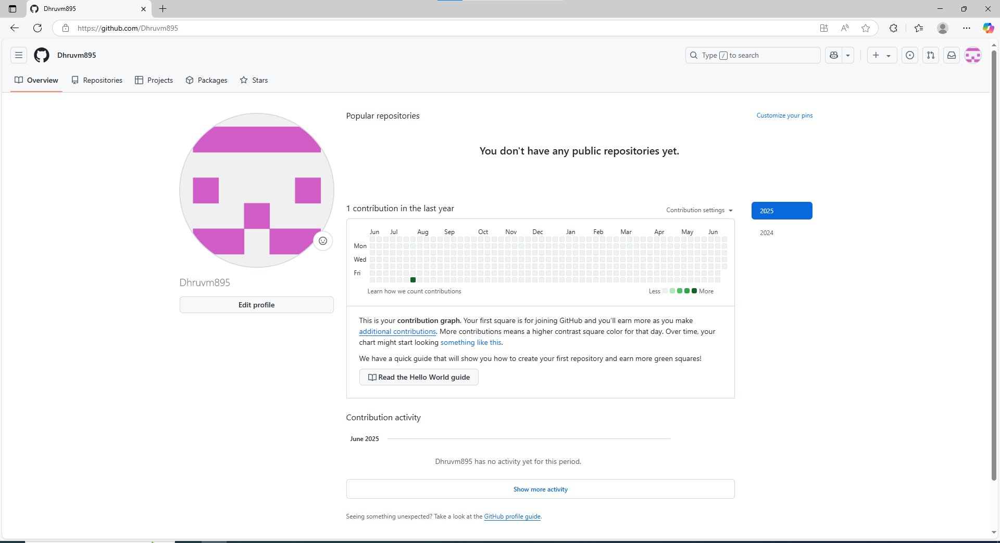 Dhruvm895
https://github.com/Dhruvm895
Dhruvm895
Type / to search
Overview
Repositories
Projects
Packages
Stars
Popular repositories
Customize your pins
You don't have any public repositories yet.
1 contribution in the last year
Contribution settings
2025
2024
Jun Jul Aug Sep Oct Nov Dec Jan Feb Mar Apr May Jun
Mon
Wed
Fri
Learn how we count contributions
Less More
Dhruvm895
Edit profile
This is your contribution graph. Your first square is for joining GitHub and you'll earn more as you make
additional contributions. More contributions means a higher contrast square color for that day. Over time, your
chart might start looking something like this.
We have a quick guide that will show you how to create your first repository and earn more green squares!
Read the Hello World guide
Contribution activity
June 2025
Dhruvm895 has no activity yet for this period.
Show more activity
Seeing something unexpected? Take a look at the GitHub profile guide.